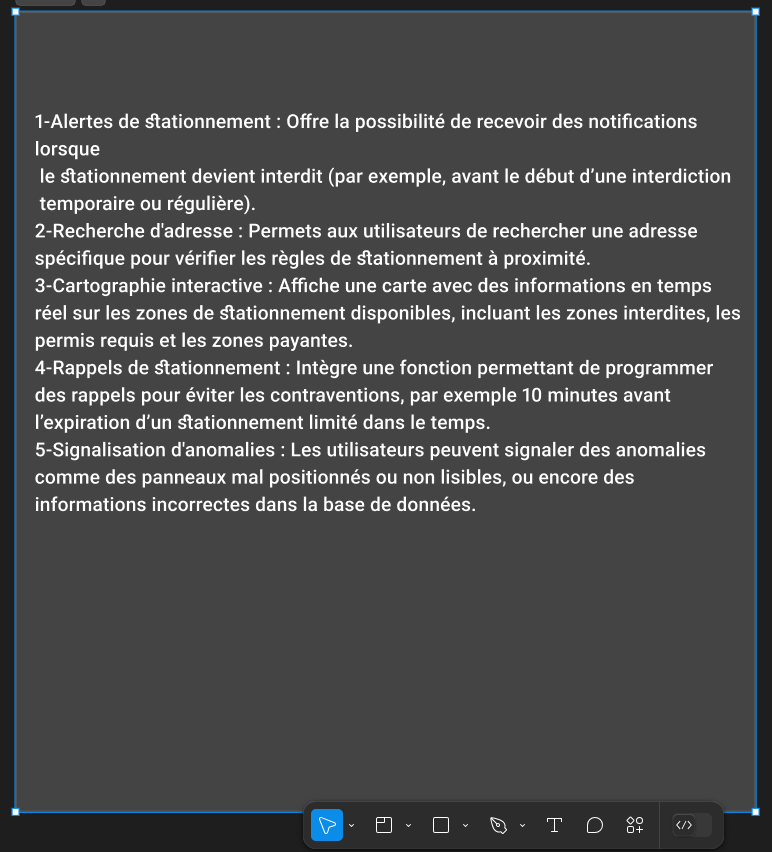 1-Alertes de stationnement : Offre la possibilité de recevoir des notifications
lorsque
le stationnement devient interdit (par exemple, avant le début d’une interdiction
temporaire ou régulière).
2-Recherche d'adresse : Permets aux utilisateurs de rechercher une adresse
spécifique pour vérifier les règles de stationnement à proximité.
3-Cartographie interactive : Affiche une carte avec des informations en temps
réel sur les zones de stationnement disponibles, incluant les zones interdites, les
permis requis et les zones payantes.
4-Rappels de stationnement : Intègre une fonction permettant de programmer
des rappels pour éviter les contraventions, par exemple 10 minutes avant
l’expiration d’un stationnement limité dans le temps.
5-Signalisation d'anomalies : Les utilisateurs peuvent signaler des anomalies
comme des panneaux mal positionnés ou non lisibles, ou encore des
informations incorrectes dans la base de données.